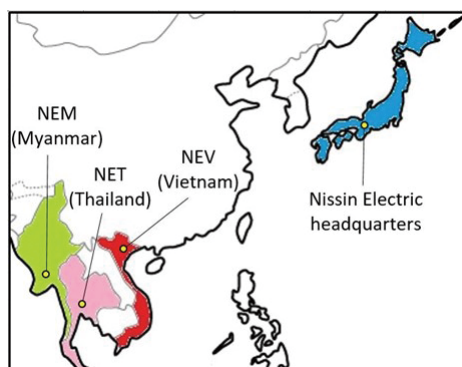 NEM
(Myanmar)
NET
(Thailand)
NEV
(Vietnam)
Nissin Electric
headquarters